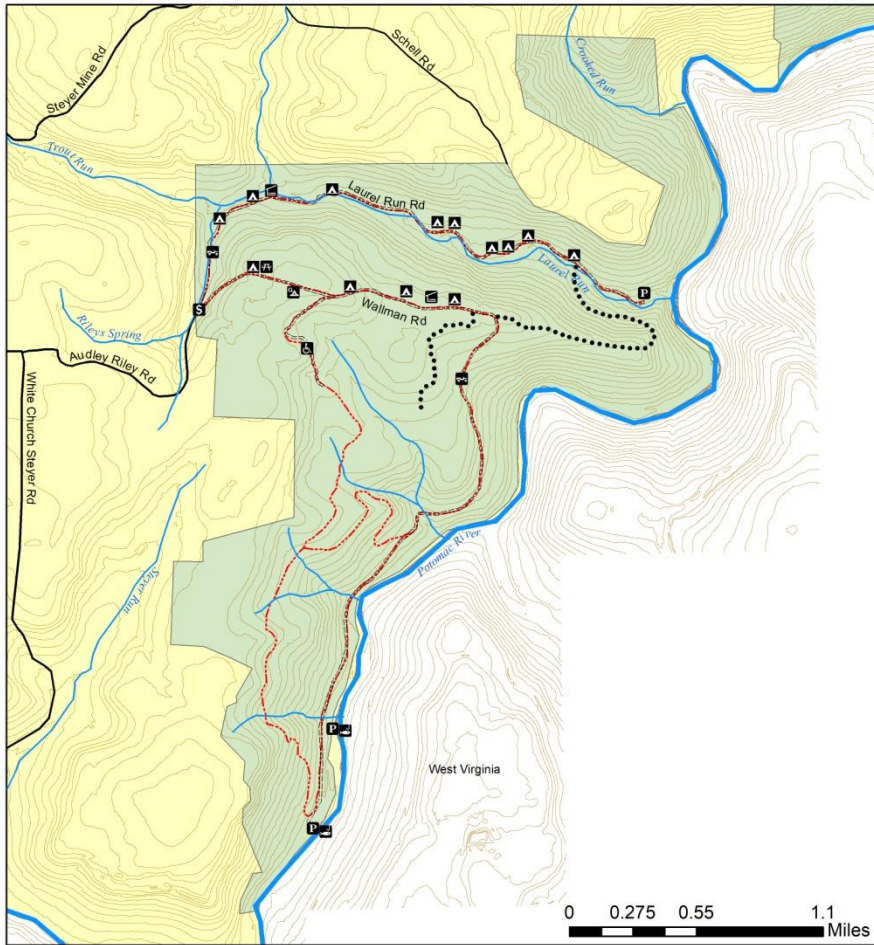 Steyer Mine Rd
Schell Rd
Crooked Run
Trout Run
Laurel Run Rd
Laurel Run
P
S
Wallman Rd
Rileys Spring
Audley Riley Rd
White Church Steyer Rd
Potomac River
Steyer Run
P
West Virginia
P
0 0.275 0.55 1.1
Miles